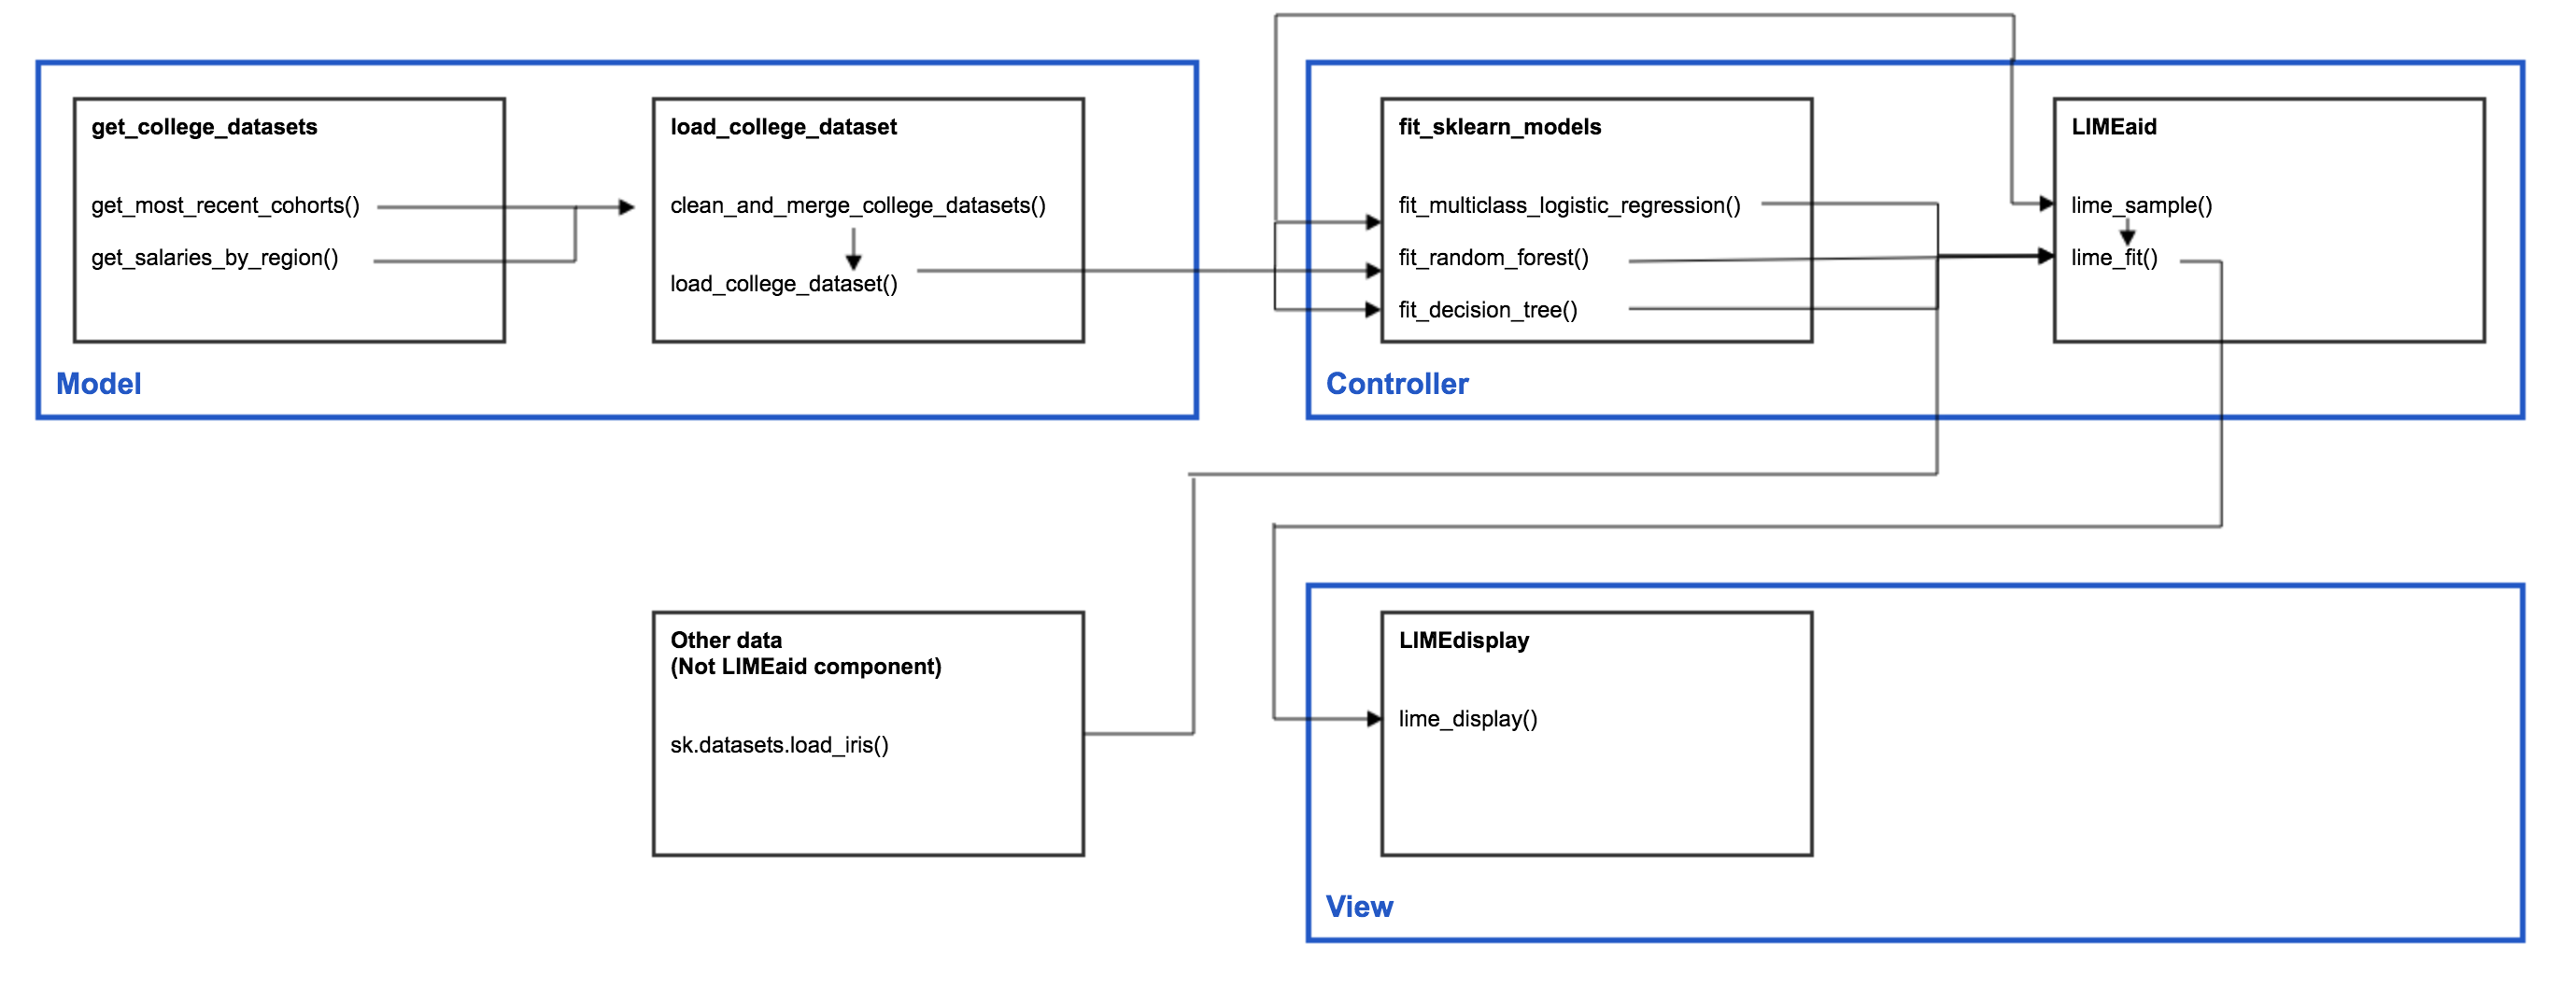 get_college_datasets
get_most_recent_cohorts()
get_salaries_by_region()
load_college_dataset
clean_and_merge_college_datasets()
load_college_dataset()
Model
fit_sklearn_models
fit_multiclass_logistic_regression()
fit_random_forest()
fit_decision_tree()
LIMEaid
lime_sample()
lime_fit()
Controller
Other data
(Not LIMEaid component)
sk.datasets.load_iris()
LIMEdisplay
lime_display()
View